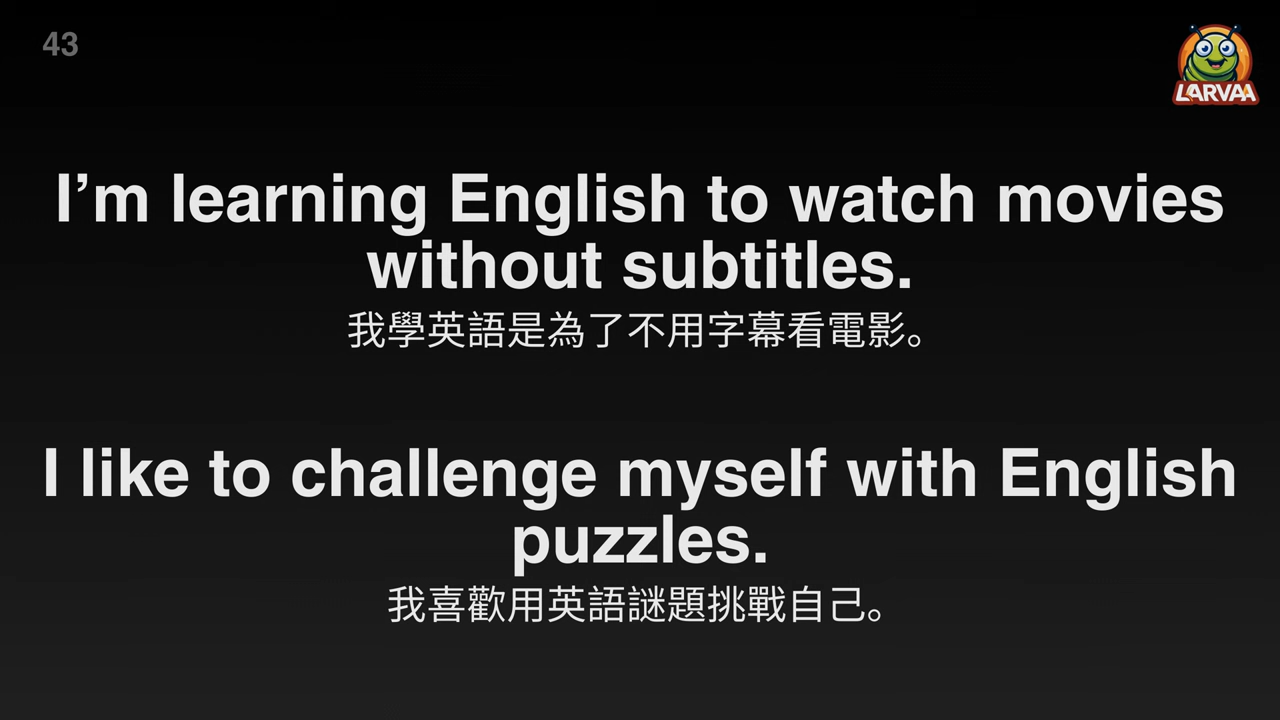 43
LARVAA
I’m learning English to watch movies
without subtitles.
我學英語是為了不用字幕看電影。
I like to challenge myself with English
puzzles.
我喜歡用英語謎題挑戰自己。